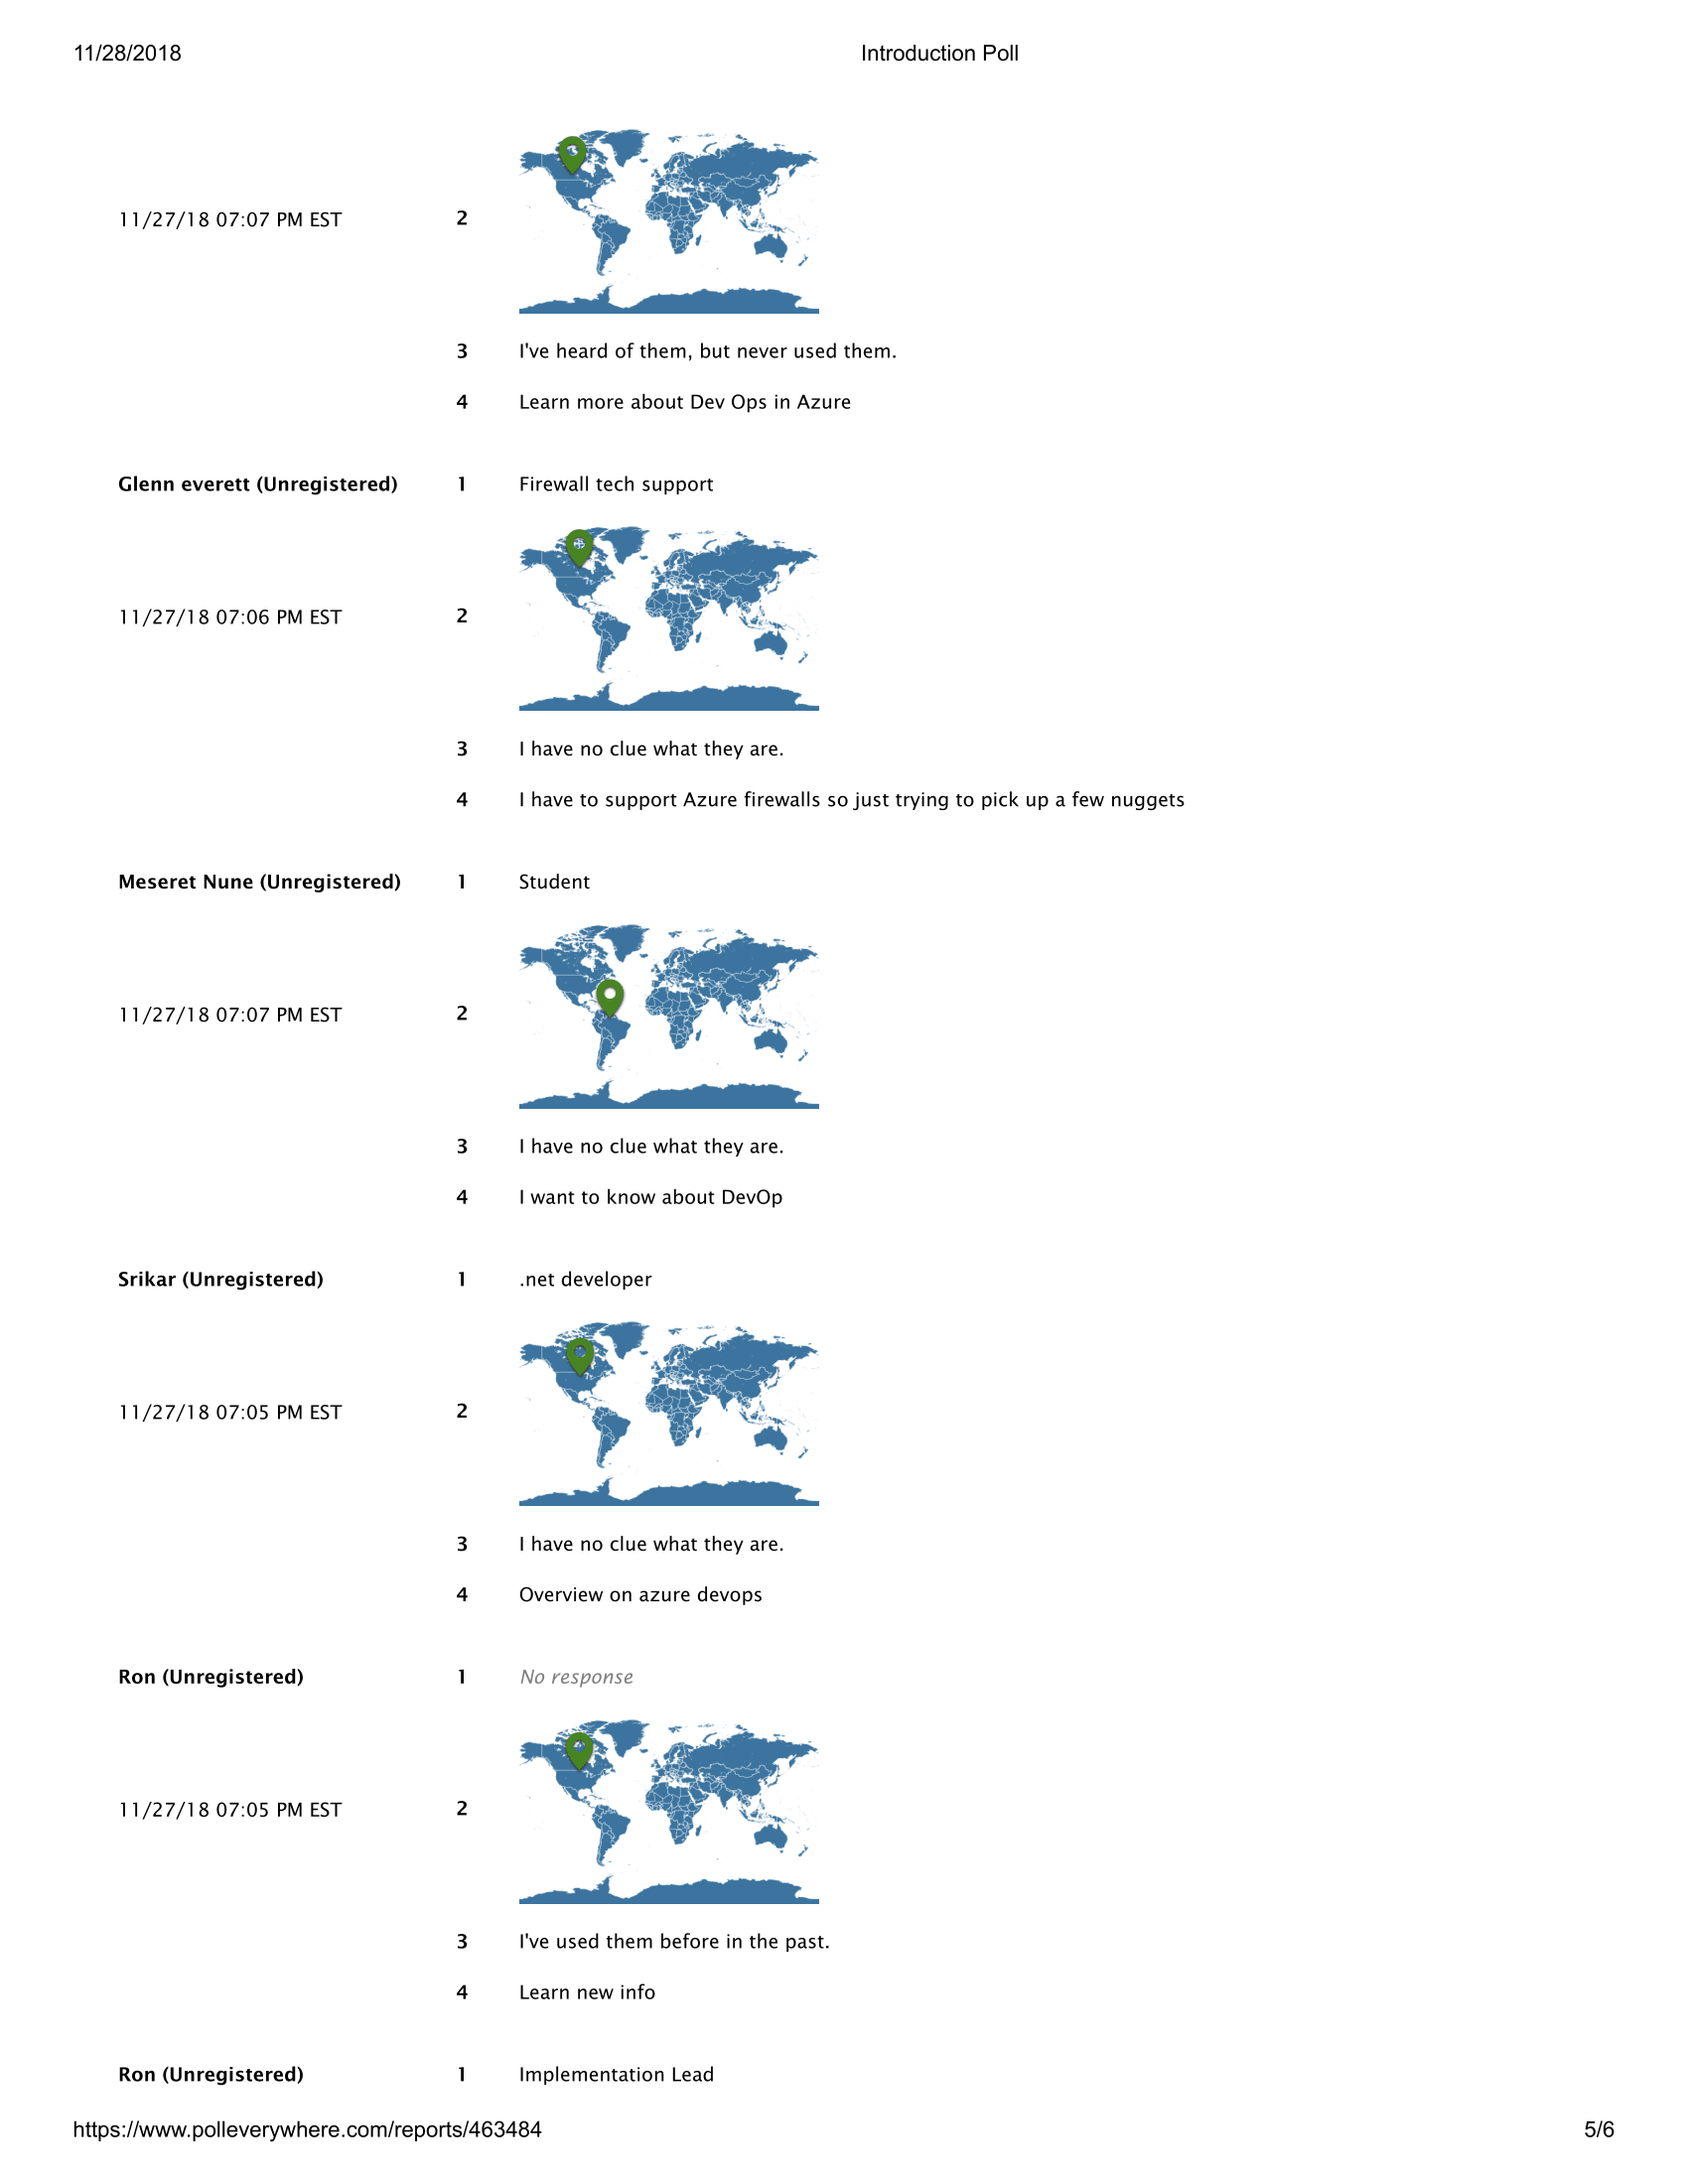 11/28/2018 Introduction Poll
11/27/18 07:07 PM EST 2
3 I've heard of them, but never used them.
4 Learn more about Dev Ops in Azure
Glenn everett (Unregistered) 1 Firewall tech support
11/27/18 07:06 PM EST 2
3 I have no clue what they are.
4 I have to support Azure firewalls so just trying to pick up a few nuggets
Meseret Nune (Unregistered) 1 Student
11/27/18 07:07 PM EST 2
3 I have no clue what they are.
4 I want to know about DevOp
Srikar (Unregistered) 1 .net developer
11/27/18 07:05 PM EST 2
3 I have no clue what they are.
4 Overview on azure devops
Ron (Unregistered) 1 No response
11/27/18 07:05 PM EST 2
3 I've used them before in the past.
4 Learn new info
Ron (Unregistered) 1 Implementation Lead
https://www.polleverywhere.com/reports/463484 5/6